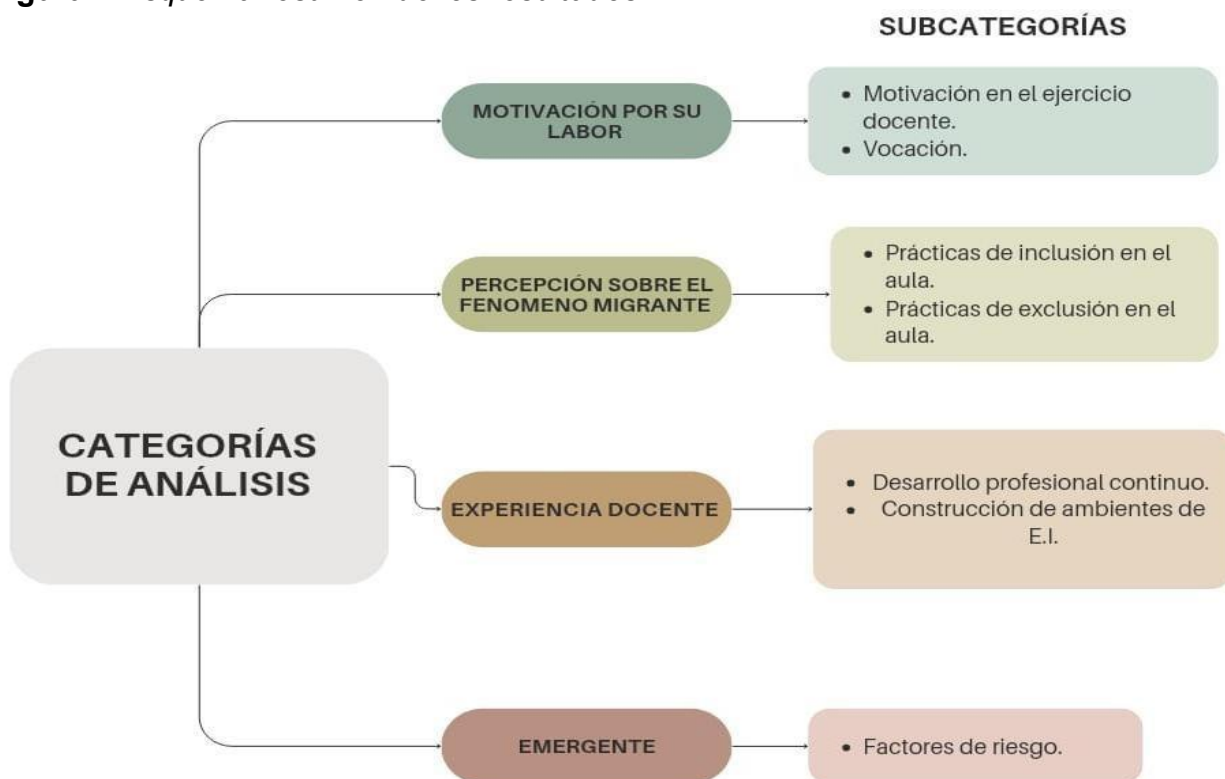 SUBCATEGORÍAS
MOTIVACIÓN POR SU
LABOR
• Motivación en el ejercicio
docente.
• Vocación.
PERCEPCIÓN SOBRE EL
FENOMENO MIGRANTE
• Prácticas de inclusión en el
aula.
• Prácticas de exclusión en el
aula.
CATEGORÍAS
DE ANÁLISIS
EXPERIENCIA DOCENTE
• Desarrollo profesional continuo.
• Construcción de ambientes de
E.I.
EMERGENTE
• Factores de riesgo.